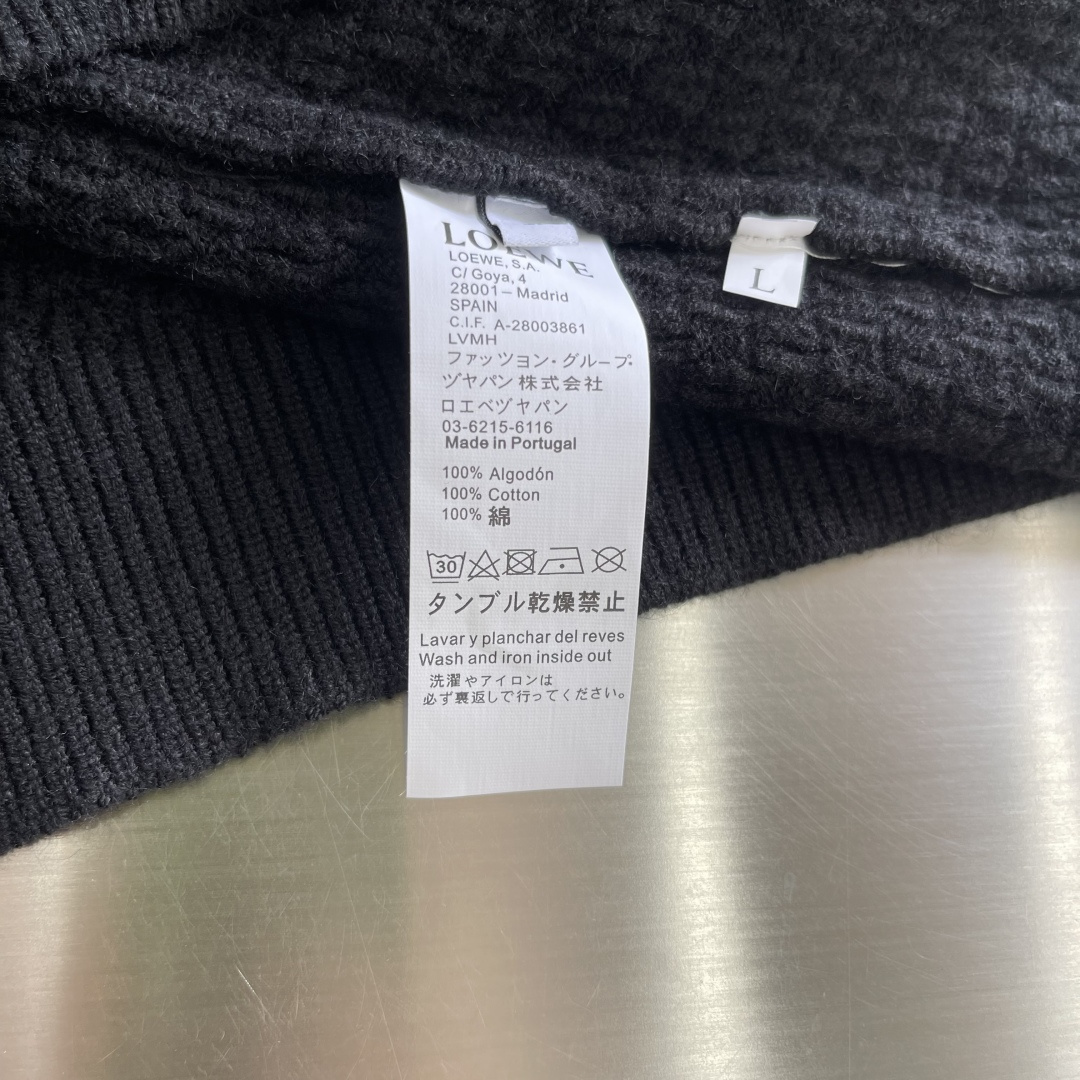 LOEWE
LOEWE, S.A.
C/ Goya, 4
28001 – Madrid
SPAIN
C.I.F. A-28003861
LVMH
ファッツョン・グループ・
ヅヤパン 株式会社
ロエベヅヤパン
03-6215-6116
Made in Portugal
100% Algodón
100% Cotton
100% 綿
30
タンブル乾燥禁止
Lavar y planchar del reves
Wash and iron inside out
洗濯やアイロンは
必ず裏返しで行ってください。
L